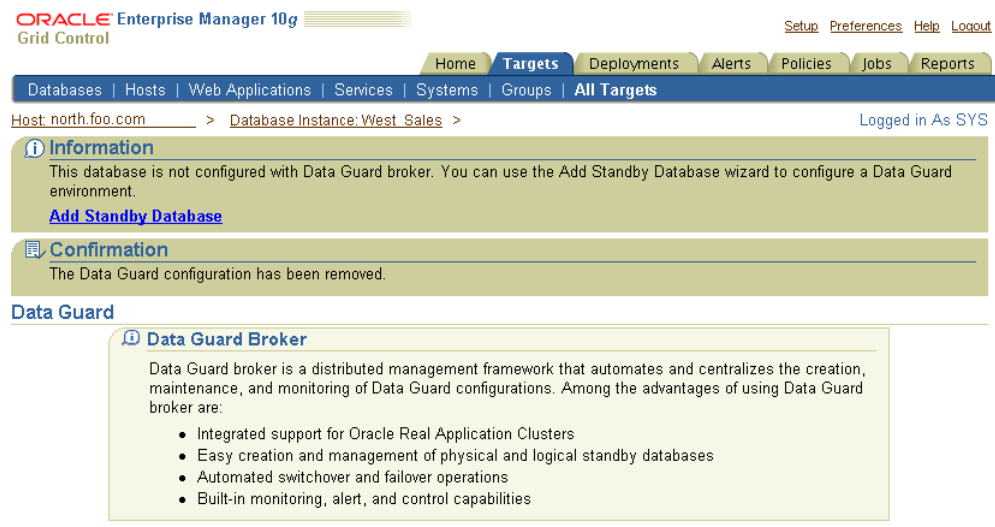 ORACLE Enterprise Manager 10g
Grid Control
Setup Preferences Help Logout
Home Targets Deployments Alerts Policies Jobs Reports
Databases | Hosts | Web Applications | Services | Systems | Groups | All Targets
Host: north.foo.com > Database Instance: West_Sales > Logged in As SYS
Information
This database is not configured with Data Guard broker. You can use the Add Standby Database wizard to configure a Data Guard
environment.
Add Standby Database
Confirmation
The Data Guard configuration has been removed.
Data Guard
Data Guard Broker
Data Guard broker is a distributed management framework that automates and centralizes the creation,
maintenance, and monitoring of Data Guard configurations. Among the advantages of using Data Guard
broker are:
• Integrated support for Oracle Real Application Clusters
• Easy creation and management of physical and logical standby databases
• Automated switchover and failover operations
• Built-in monitoring, alert, and control capabilities